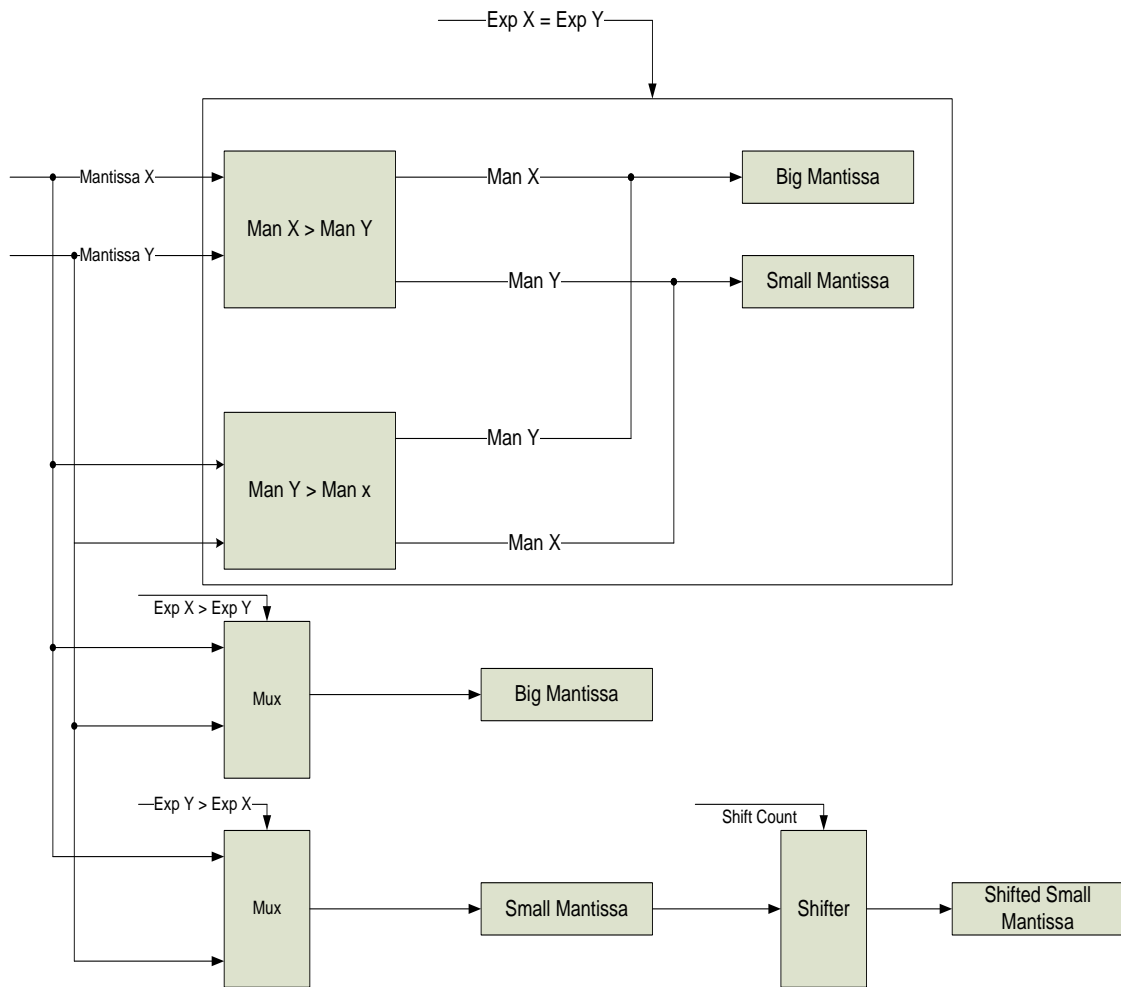 Exp X = Exp Y
Mantissa X
Man X
Big Mantissa
Man X > Man Y
Mantissa Y
Man Y
Small Mantissa
Man Y
Man Y > Man x
Man X
Exp X > Exp Y
Mux
Big Mantissa
Exp Y > Exp X
Shift Count
Mux
Small Mantissa
Shifter
Shifted Small
Mantissa